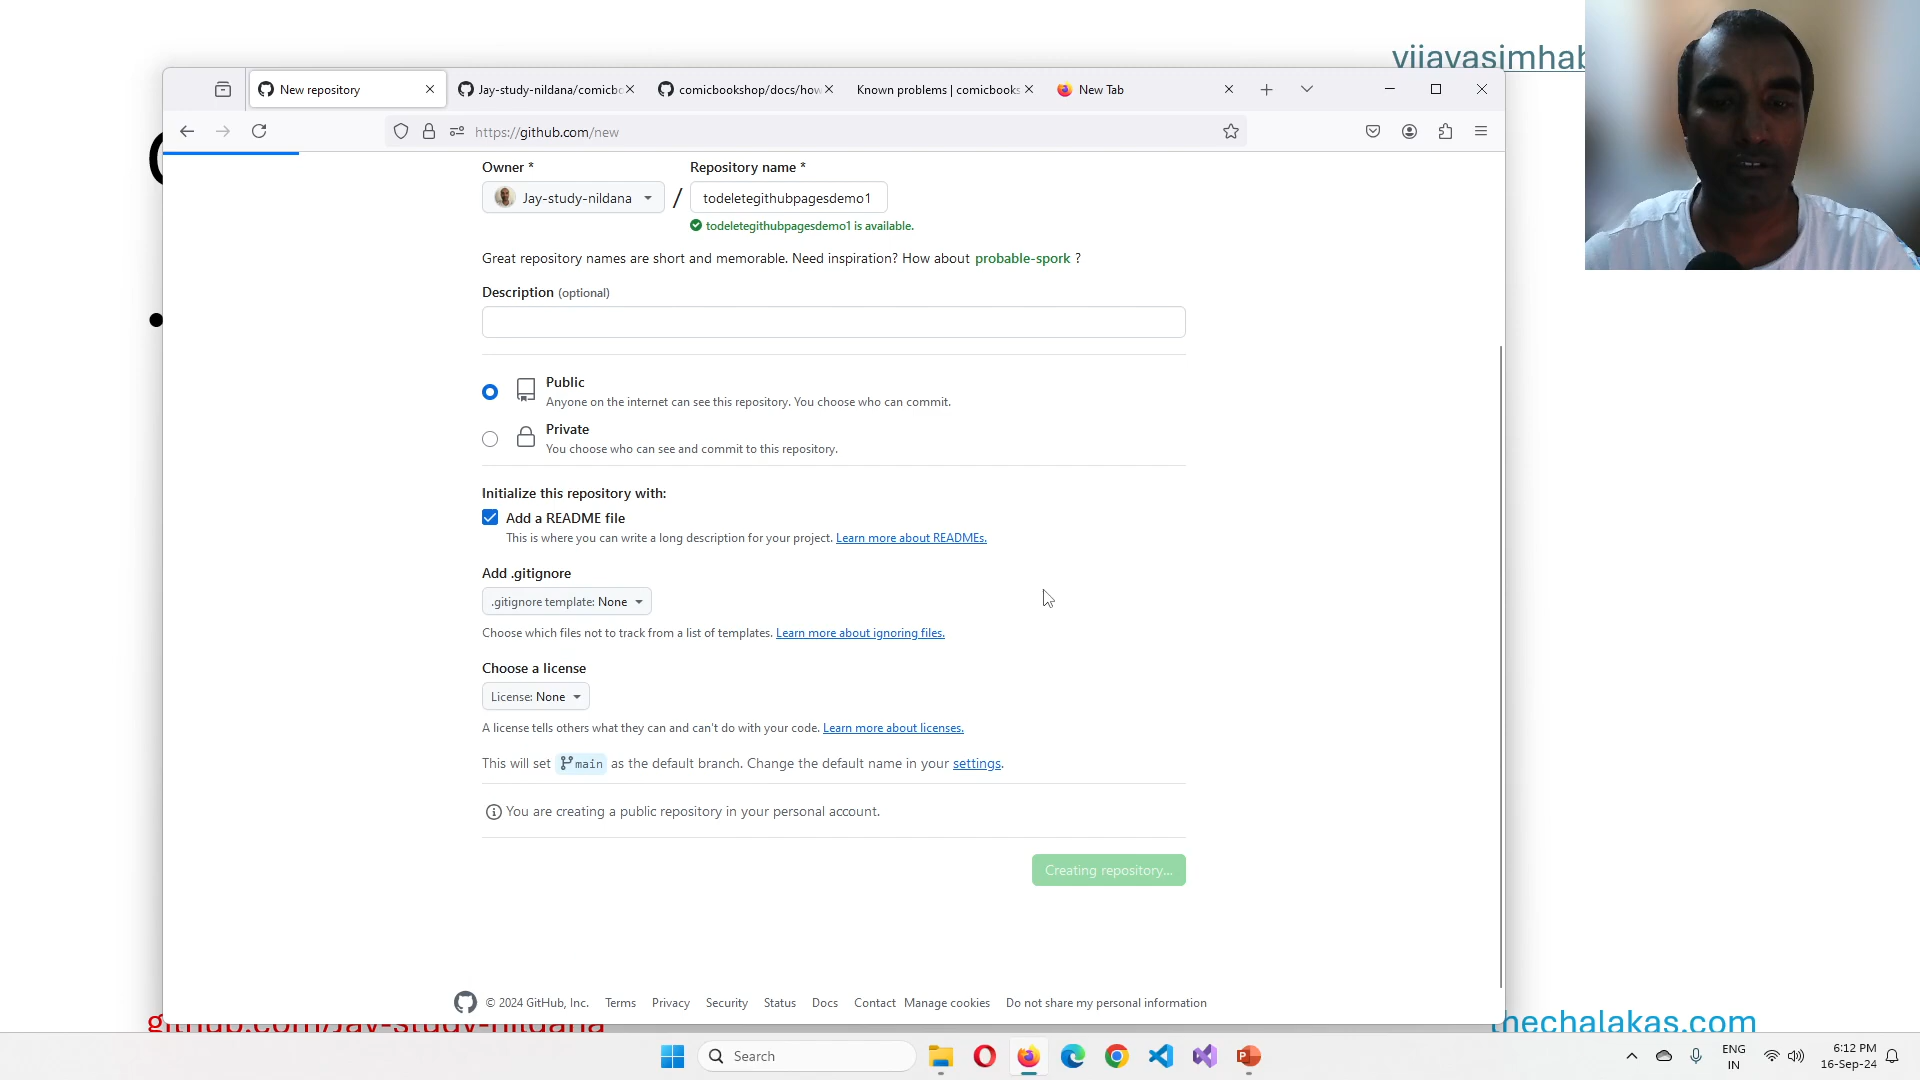 New repository
Jay-study-nildana/comicbo
comicbookshop/docs/how
Known problems | comicbooks
New Tab
https://github.com/new
Owner *
Repository name *
Jay-study-nildana
/
todeletegithubpagesdemo1
todeletegithubpagesdemo1 is available.
Great repository names are short and memorable. Need inspiration? How about probable-spork ?
Description (optional)
Public
Anyone on the internet can see this repository. You choose who can commit.
Private
You choose who can see and commit to this repository.
Initialize this repository with:
Add a README file
This is where you can write a long description for your project. Learn more about READMEs.
Add .gitignore
.gitignore template: None
Choose which files not to track from a list of templates. Learn more about ignoring files.
Choose a license
License: None
A license tells others what they can and can't do with your code. Learn more about licenses.
This will set main as the default branch. Change the default name in your settings.
You are creating a public repository in your personal account.
Creating repository...
© 2024 GitHub, Inc. Terms Privacy Security Status Docs Contact Manage cookies Do not share my personal information
github.com/Jay-study-nildana
thechalakas.com
Search
ENG
IN
6:12 PM
16-Sep-24